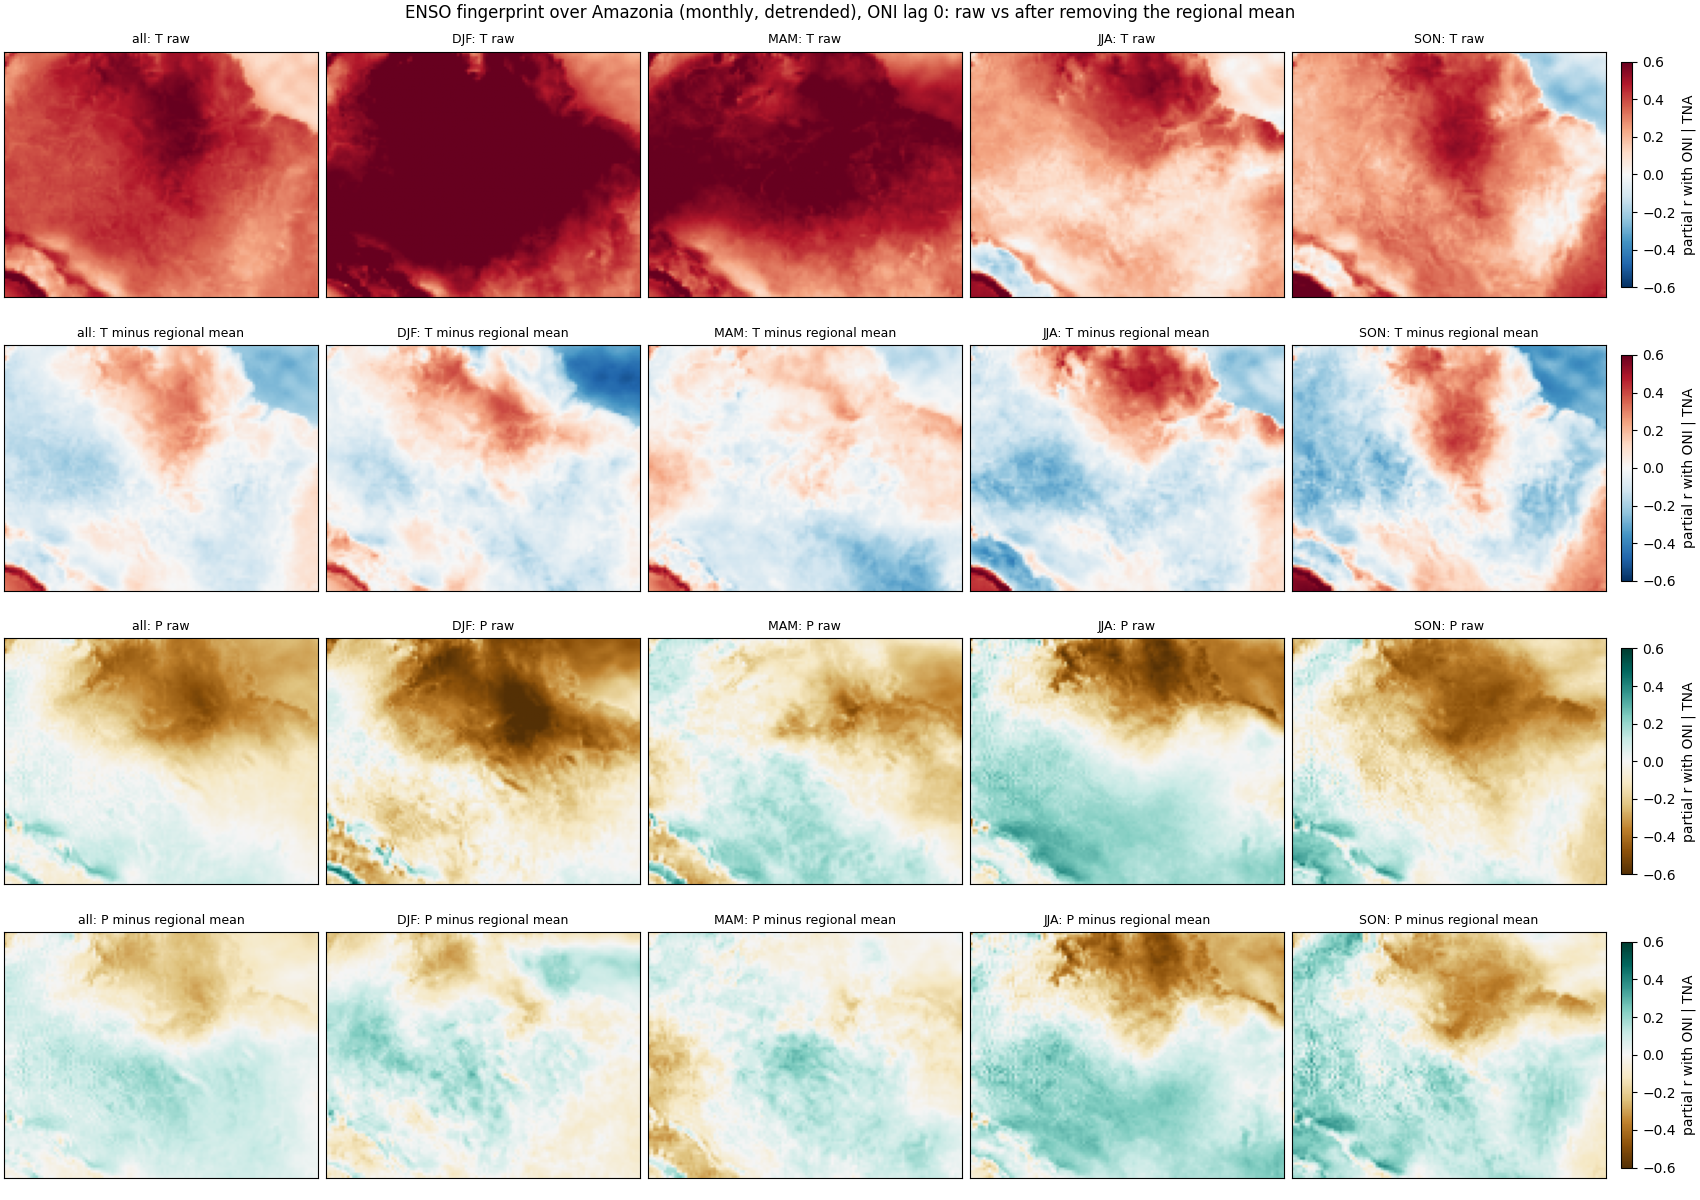 ENSO fingerprint over Amazonia (monthly, detrended), ONI lag 0: raw vs after removing the regional mean
all: T raw
DJF: T raw
MAM: T raw
JJA: T raw
SON: T raw
0.6
0.4
0.2
0.0
−0.2
−0.4
−0.6
partial r with ONI | TNA
all: T minus regional mean
DJF: T minus regional mean
MAM: T minus regional mean
JJA: T minus regional mean
SON: T minus regional mean
0.6
0.4
0.2
0.0
−0.2
−0.4
−0.6
partial r with ONI | TNA
all: P raw
DJF: P raw
MAM: P raw
JJA: P raw
SON: P raw
0.6
0.4
0.2
0.0
−0.2
−0.4
−0.6
partial r with ONI | TNA
all: P minus regional mean
DJF: P minus regional mean
MAM: P minus regional mean
JJA: P minus regional mean
SON: P minus regional mean
0.6
0.4
0.2
0.0
−0.2
−0.4
−0.6
partial r with ONI | TNA